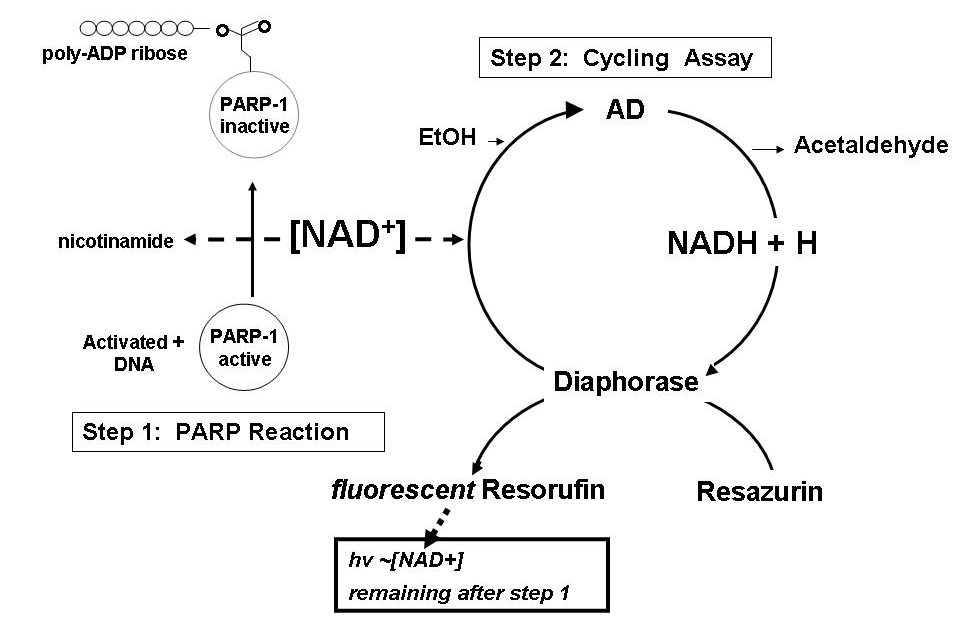 poly-ADP ribose
PARP-1
inactive
nicotinamide
[NAD+]
Activated +
DNA
PARP-1
active
Step 1: PARP Reaction
Step 2: Cycling Assay
EtOH
AD
Acetaldehyde
NADH + H
Diaphorase
fluorescent Resorufin
Resazurin
hv ~[NAD+]
remaining after step 1